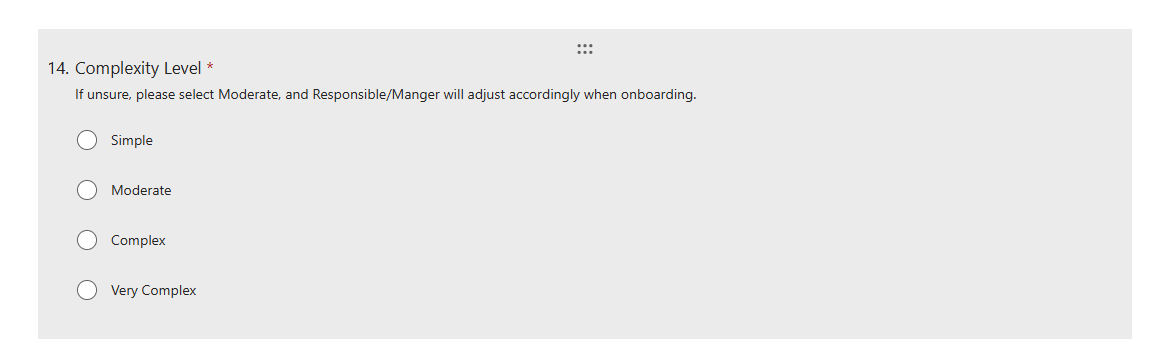 14. Complexity Level *
If unsure, please select Moderate, and Responsible/Manger will adjust accordingly when onboarding.
Simple
Moderate
Complex
Very Complex